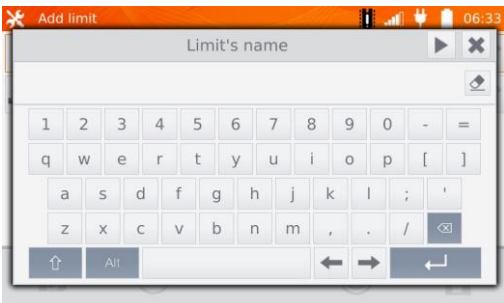 Add limit 06:33
Limit's name
1 2 3 4 5 6 7 8 9 0 - =
q w e r t y u i o p [ ]
a s d f g h j k l ; '
z x c v b n m , . /
Alt